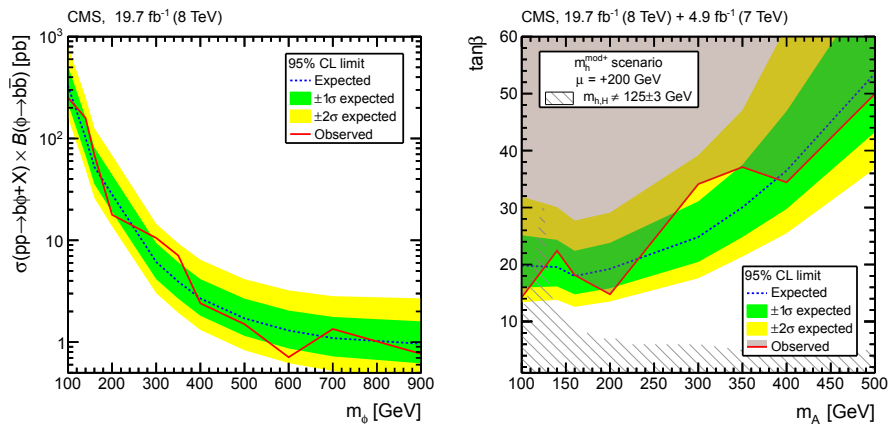 CMS, 19.7 fb⁻¹ (8 TeV)
σ(pp→bϕ+X) × B(ϕ→bb̄) [pb]
10³
10²
10
1
95% CL limit
Expected
±1σ expected
±2σ expected
Observed
100 200 300 400 500 600 700 800 900
m_ϕ [GeV]
CMS, 19.7 fb⁻¹ (8 TeV) + 4.9 fb⁻¹ (7 TeV)
tanβ
60
50
40
30
20
10
m_h^mod+ scenario
μ = +200 GeV
m_h,H ≠ 125±3 GeV
95% CL limit
Expected
±1σ expected
±2σ expected
Observed
100 150 200 250 300 350 400 450 500
m_A [GeV]